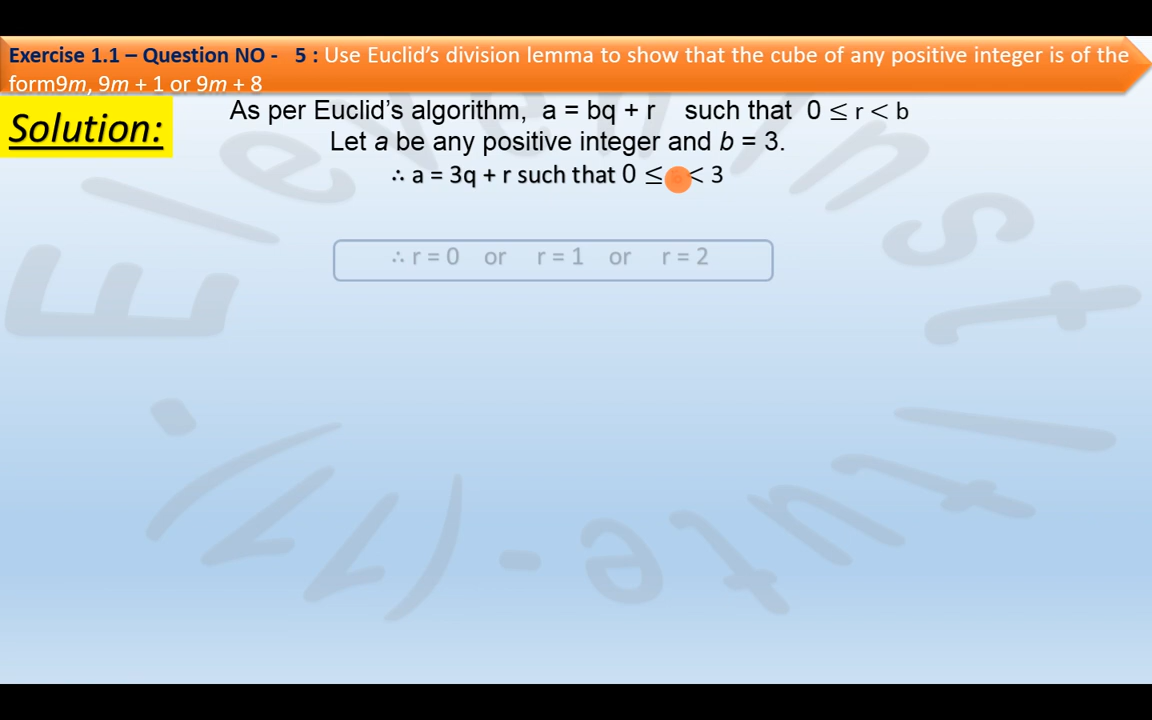 Exercise 1.1 – Question NO - 5 : Use Euclid's division lemma to show that the cube of any positive integer is of the
form9m, 9m + 1 or 9m + 8
Solution:
As per Euclid's algorithm, a = bq + r such that 0 ≤ r < b
Let a be any positive integer and b = 3.
∴ a = 3q + r such that 0 ≤ < 3
∴ r = 0 or r = 1 or r = 2